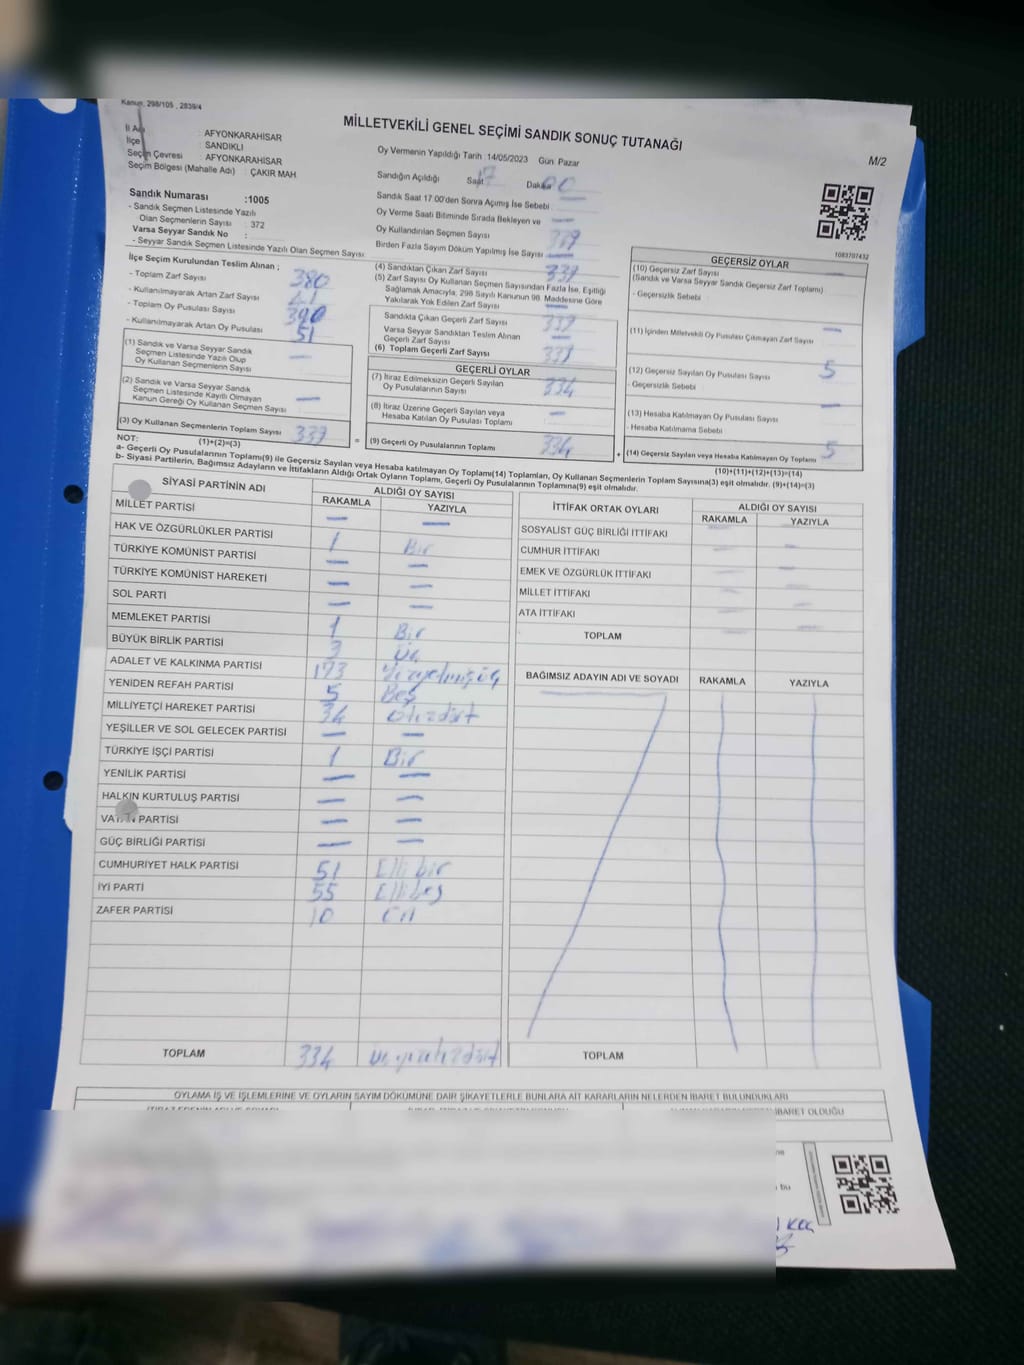 Kanun, 298/105 , 2839/4
MİLLETVEKİLİ GENEL SEÇİMİ SANDIK SONUÇ TUTANAĞI
M/2
İl Adı : AFYONKARAHİSAR
İlçe : SANDIKLI
Seçim Çevresi : AFYONKARAHİSAR
Seçim Bölgesi (Mahalle Adı) : ÇAKIR MAH
Oy Vermenin Yapıldığı Tarih :14/05/2023 Gün: Pazar
Sandığın Açıldığı Saat 17 Dakika 00
Sandık Saat 17.00'den Sonra Açımış İse Sebebi : —
Oy Verme Saati Bitiminde Sırada Bekleyen ve
Oy Kullandırılan Seçmen Sayısı —
Birden Fazla Sayım Döküm Yapılmış İse Sayısı : —
Sandık Numarası :1005
- Sandık Seçmen Listesinde Yazılı
Olan Seçmenlerin Sayısı : 372
Varsa Seyyar Sandık No :
- Seyyar Sandık Seçmen Listesinde Yazılı Olan Seçmen Sayısı:
1083707432
İlçe Seçim Kurulundan Teslim Alınan ;
- Toplam Zarf Sayısı 380
- Kullanılmayarak Artan Zarf Sayısı
- Toplam Oy Pusulası Sayısı 390
- Kullanılmayarak Artan Oy Pusulası 51
(1) Sandık ve Varsa Seyyar Sandık
Seçmen Listesinde Yazılı Olup
Oy Kullanan Seçmenlerin Sayısı —
(2) Sandık ve Varsa Seyyar Sandık
Seçmen Listesinde Kayıtlı Olmayan
Kanun Gereği Oy Kullanan Seçmen Sayısı —
(3) Oy Kullanan Seçmenlerin Toplam Sayısı 339
(1)+(2)=(3)
(4) Sandıktan Çıkan Zarf Sayısı 339
(5) Zarf Sayısı Oy Kullanan Seçmen Sayısından Fazla İse, Eşitliği
Sağlamak Amacıyla; 298 Sayılı Kanunun 98. Maddesine Göre
Yakılarak Yok Edilen Zarf Sayısı —
Sandıkta Çıkan Geçerli Zarf Sayısı 339
Varsa Seyyar Sandıktan Teslim Alınan
Geçerli Zarf Sayısı —
(6) Toplam Geçerli Zarf Sayısı 339
GEÇERLİ OYLAR
(7) İtiraz Edilmeksizin Geçerli Sayılan
Oy Pusulalarının Sayısı 334
(8) İtiraz Üzerine Geçerli Sayılan veya
Hesaba Katılan Oy Pusulası Toplamı —
= (9) Geçerli Oy Pusulalarının Toplamı 334
GEÇERSİZ OYLAR
(10) Geçersiz Zarf Sayısı —
(Sandık ve Varsa Seyyar Sandık Geçersiz Zarf Toplamı)
- Geçersizlik Sebebi
(11) İçinden Milletvekili Oy Pusulası Çıkmayan Zarf Sayısı —
(12) Geçersiz Sayılan Oy Pusulası Sayısı 5
- Geçersizlik Sebebi
(13) Hesaba Katılmayan Oy Pusulası Sayısı —
- Hesaba Katılmama Sebebi
+ (14) Geçersiz Sayılan veya Hesaba Katılmayan Oy Toplamı 5
(10)+(11)+(12)+(13)=(14)
NOT:
a- Geçerli Oy Pusulalarının Toplamı(9) ile Geçersiz Sayılan veya Hesaba katılmayan Oy Toplamı(14) Toplamları, Oy Kullanan Seçmenlerin Toplam Sayısına(3) eşit olmalıdır. (9)+(14)=(3)
b- Siyasi Partilerin, Bağımsız Adayların ve İttifakların Aldığı Ortak Oyların Toplamı, Geçerli Oy Pusulalarının Toplamına(9) eşit olmalıdır.
SİYASİ PARTİNİN ADI ALDIĞI OY SAYISI
RAKAMLA YAZIYLA
MİLLET PARTİSİ — —
HAK VE ÖZGÜRLÜKLER PARTİSİ 1 Bir
TÜRKİYE KOMÜNİST PARTİSİ — —
TÜRKİYE KOMÜNİST HAREKETİ — —
SOL PARTİ — —
MEMLEKET PARTİSİ 1 Bir
BÜYÜK BİRLİK PARTİSİ 3 Üç
ADALET VE KALKINMA PARTİSİ 173 Yüzyetmişüç
YENİDEN REFAH PARTİSİ 5 Beş
MİLLİYETÇİ HAREKET PARTİSİ 34 Otuzdört
YEŞİLLER VE SOL GELECEK PARTİSİ — —
TÜRKİYE İŞÇİ PARTİSİ 1 Bir
YENİLİK PARTİSİ — —
HALKIN KURTULUŞ PARTİSİ — —
VATAN PARTİSİ — —
GÜÇ BİRLİĞİ PARTİSİ — —
CUMHURİYET HALK PARTİSİ 51 Ellibir
İYİ PARTİ 55 Ellibeş
ZAFER PARTİSİ 10 On
TOPLAM 334 üçyüzotuzdört
İTTİFAK ORTAK OYLARI ALDIĞI OY SAYISI
RAKAMLA YAZIYLA
SOSYALİST GÜÇ BİRLİĞİ İTTİFAKI — —
CUMHUR İTTİFAKI — —
EMEK VE ÖZGÜRLÜK İTTİFAKI — —
MİLLET İTTİFAKI — —
ATA İTTİFAKI — —
TOPLAM — —
BAĞIMSIZ ADAYIN ADI VE SOYADI RAKAMLA YAZIYLA
TOPLAM
OYLAMA İŞ VE İŞLEMLERİNE VE OYLARIN SAYIM DÖKÜMÜNE DAİR ŞİKAYETLERLE BUNLARA AİT KARARLARIN NELERDEN İBARET BULUNDUKLARI
İBARET OLDUĞU
bu
KOÇ